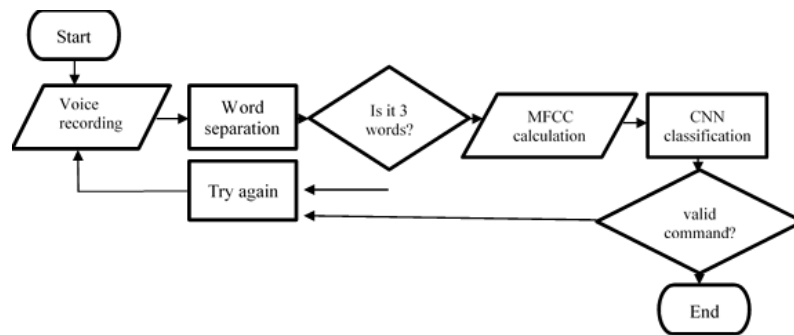 Start
Voice
recording
Word
separation
Is it 3
words?
MFCC
calculation
CNN
classification
Try again
valid
command?
End